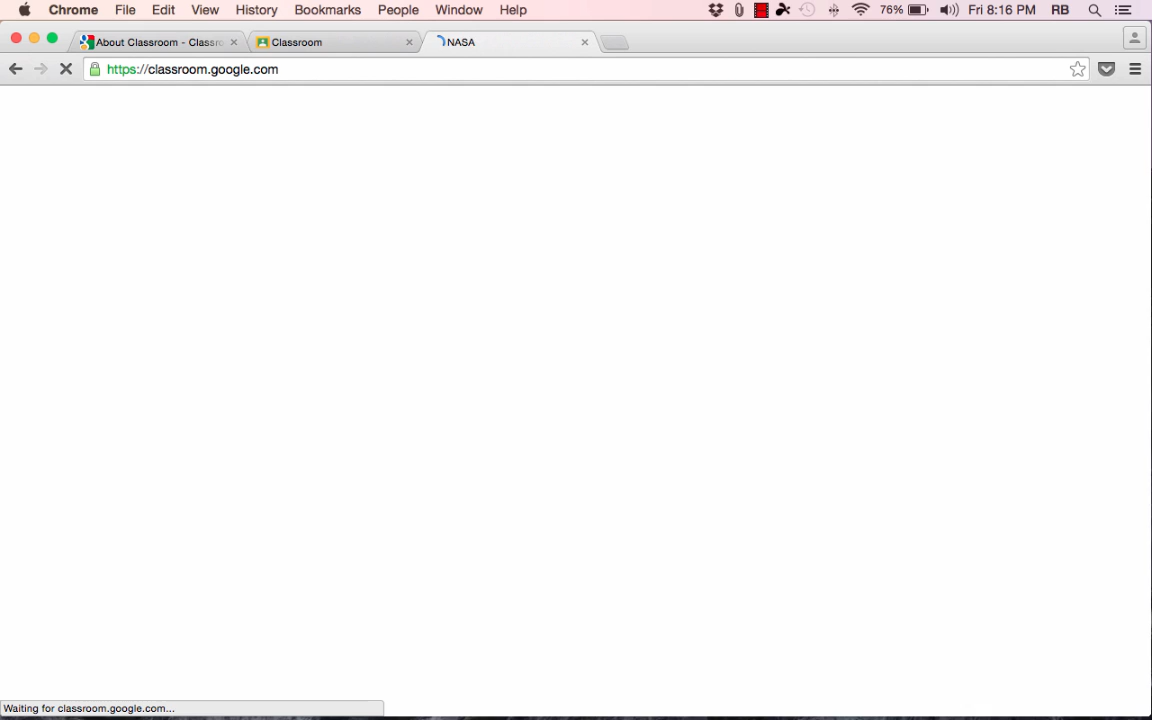 Chrome File Edit View History Bookmarks People Window Help 76% Fri 8:16 PM RB
About Classroom - Classro Classroom NASA
https://classroom.google.com
Waiting for classroom.google.com...